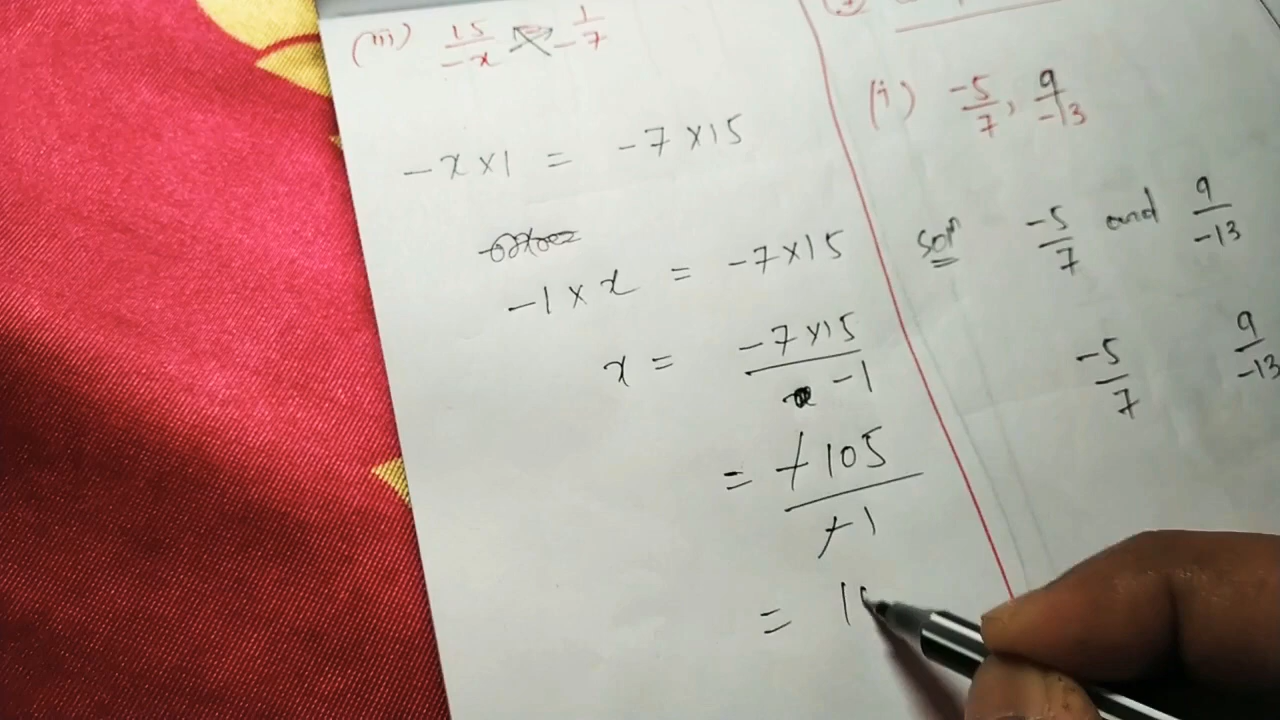 (iii) 15/-x = -1/7
-x × 1 = -7 × 15
-1 × x = -7 × 15
x = -7 × 15 / -1
= -105 / -1
= 10
(i) -5/7, 9/-13
Soln -5/7 and 9/-13
-5/7 9/-13